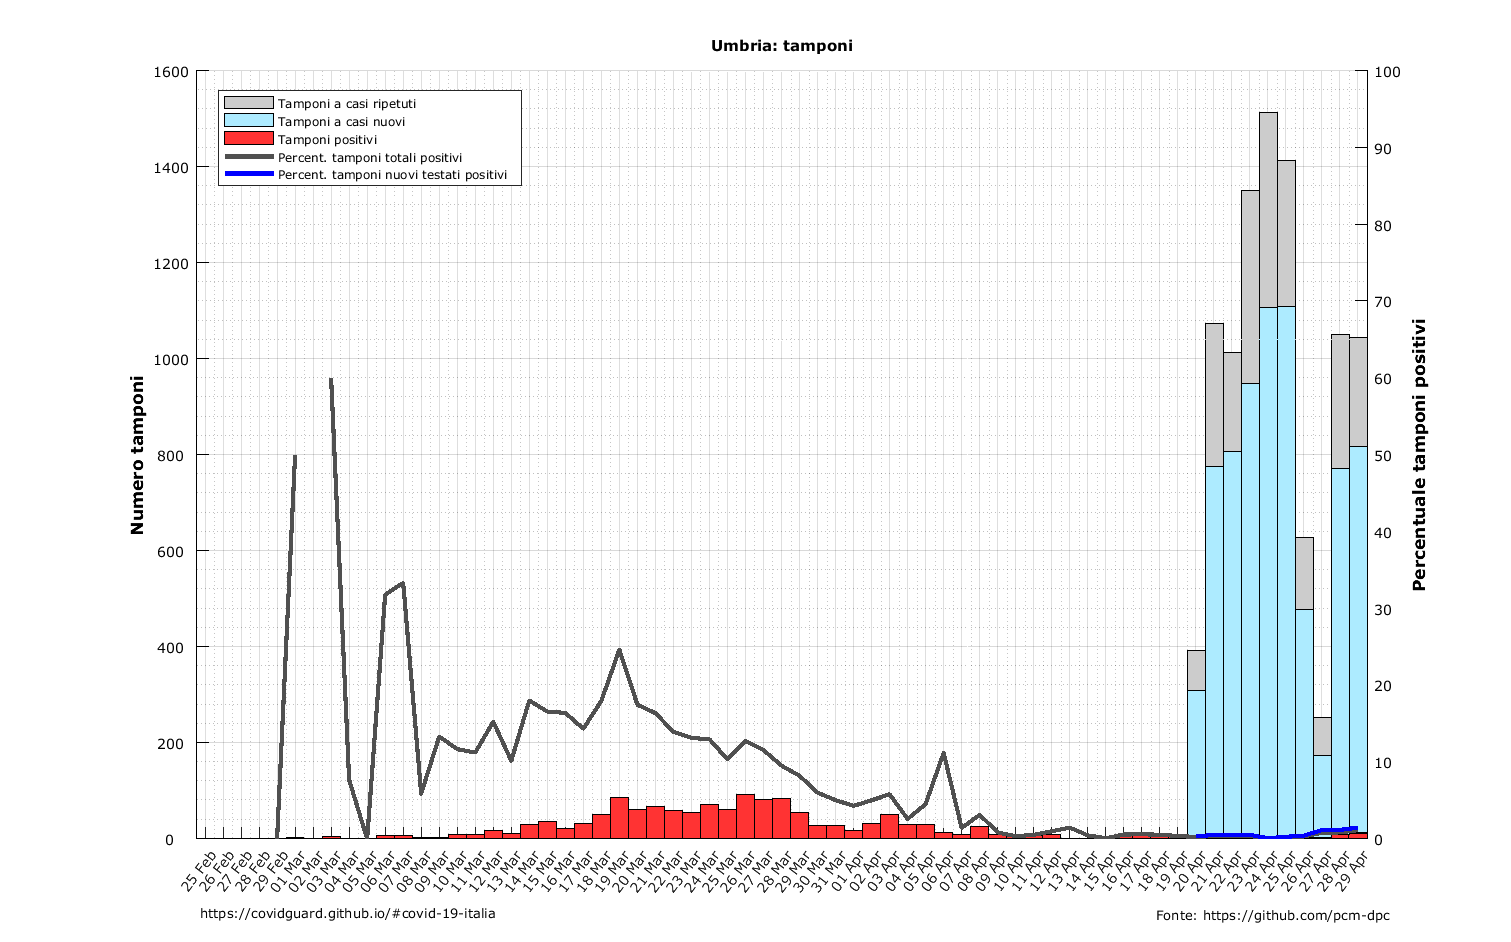 Umbria: tamponi
1600
1400
1200
1000
800
600
400
200
0
Numero tamponi
Tamponi a casi ripetuti
Tamponi a casi nuovi
Tamponi positivi
Percent. tamponi totali positivi
Percent. tamponi nuovi testati positivi
100
90
80
70
60
50
40
30
20
10
0
Percentuale tamponi positivi
25 Feb
26 Feb
27 Feb
28 Feb
29 Feb
01 Mar
02 Mar
03 Mar
04 Mar
05 Mar
06 Mar
07 Mar
08 Mar
09 Mar
10 Mar
11 Mar
12 Mar
13 Mar
14 Mar
15 Mar
16 Mar
17 Mar
18 Mar
19 Mar
20 Mar
21 Mar
22 Mar
23 Mar
24 Mar
25 Mar
26 Mar
27 Mar
28 Mar
29 Mar
30 Mar
31 Mar
01 Apr
02 Apr
03 Apr
04 Apr
05 Apr
06 Apr
07 Apr
08 Apr
09 Apr
10 Apr
11 Apr
12 Apr
13 Apr
14 Apr
15 Apr
16 Apr
17 Apr
18 Apr
19 Apr
20 Apr
21 Apr
22 Apr
23 Apr
24 Apr
25 Apr
26 Apr
27 Apr
28 Apr
29 Apr
https://covidguard.github.io/#covid-19-italia
Fonte: https://github.com/pcm-dpc